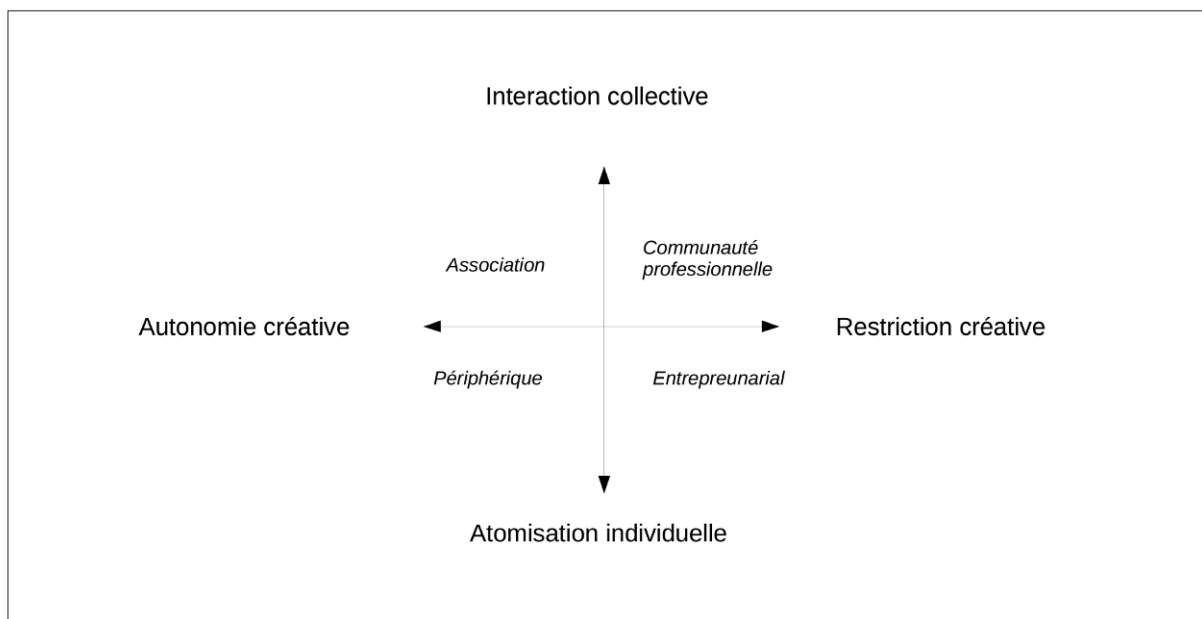 Interaction collective
Communauté
professionnelle
Association
Autonomie créative
Restriction créative
Périphérique
Entrepreunarial
Atomisation individuelle